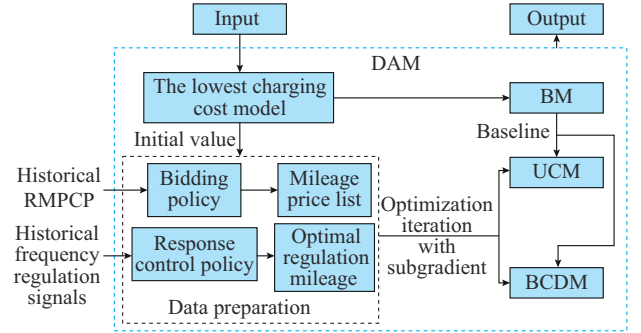 Input
Output
DAM
The lowest charging
cost model
BM
Initial value
Baseline
Historical
RMPCP
Bidding
policy
Mileage
price list
UCM
Optimization
iteration
with
subgradient
Historical
frequency
regulation
signals
Response
control policy
Optimal
regulation
mileage
BCDM
Data preparation